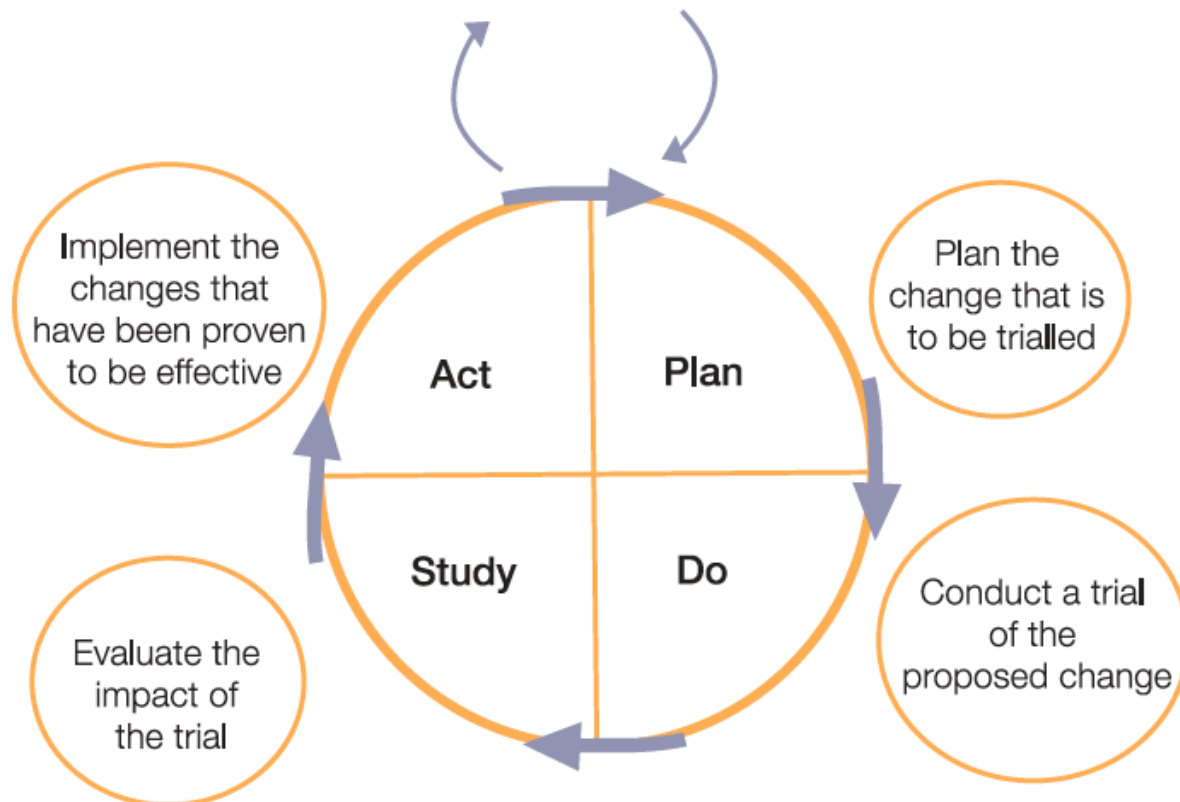 Implement the
changes that
have been proven
to be effective
Plan the
change that is
to be trialled
Act
Plan
Study
Do
Evaluate the
impact of
the trial
Conduct a trial
of the
proposed change